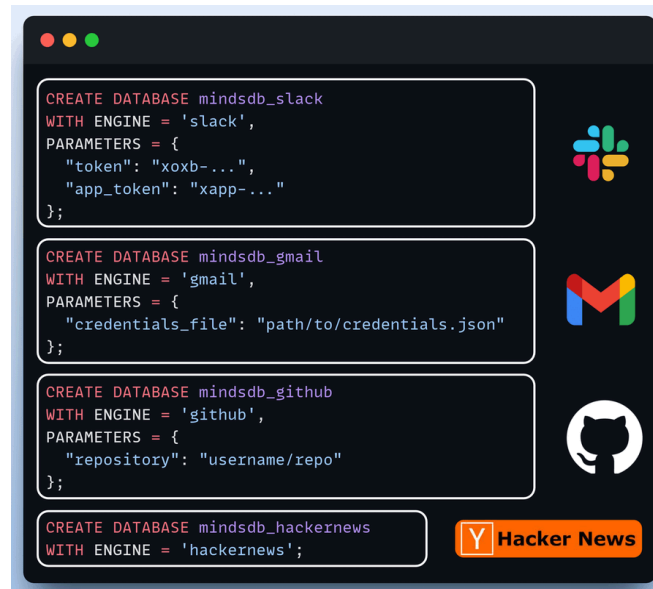 CREATE DATABASE mindsdb_slack
WITH ENGINE = 'slack',
PARAMETERS = {
  "token": "xoxb-...",
  "app_token": "xapp-..."
};
CREATE DATABASE mindsdb_gmail
WITH ENGINE = 'gmail',
PARAMETERS = {
  "credentials_file": "path/to/credentials.json"
};
CREATE DATABASE mindsdb_github
WITH ENGINE = 'github',
PARAMETERS = {
  "repository": "username/repo"
};
CREATE DATABASE mindsdb_hackernews
WITH ENGINE = 'hackernews';
Y Hacker News